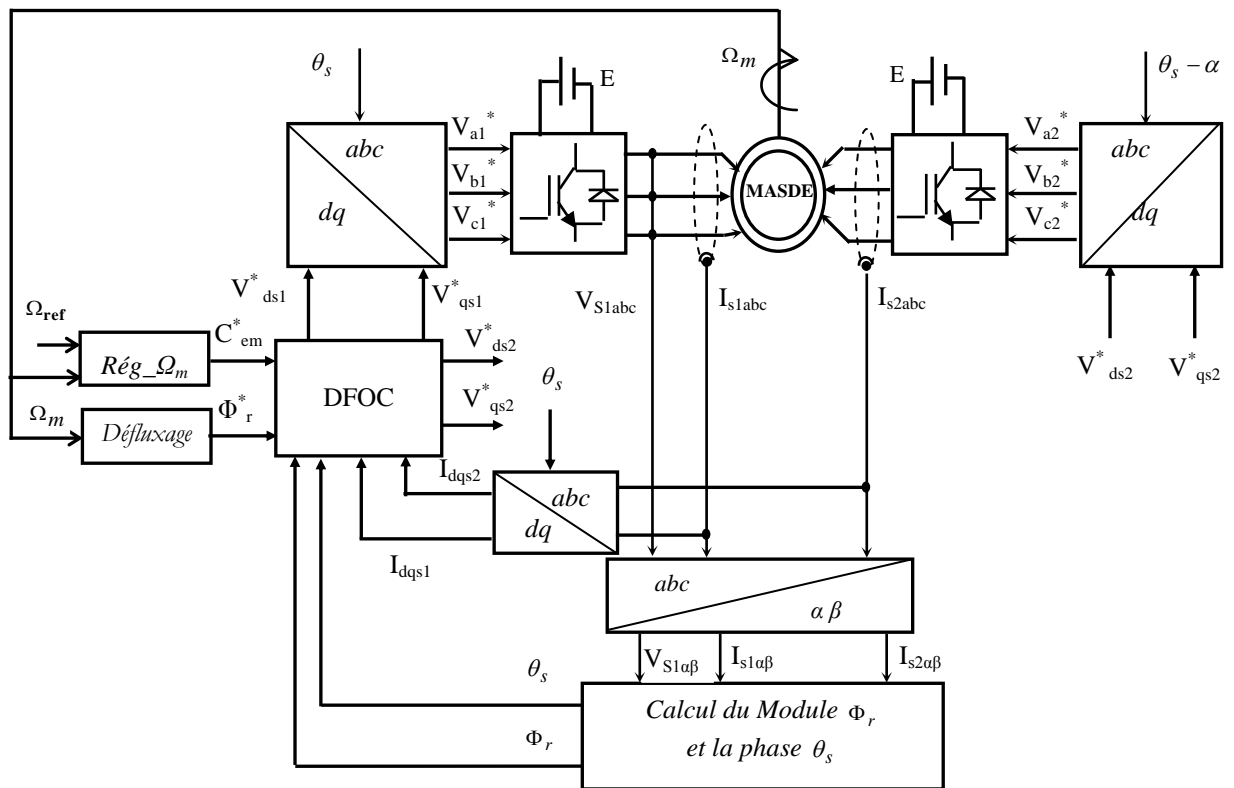 θs
E
Ωm
E
θs − α
abc
dq
Va1*
Vb1*
Vc1*
MASDE
Va2*
Vb2*
Vc2*
abc
dq
V*ds1
V*qs1
VS1abc
Is1abc
Is2abc
Ωref
C*em
Rég_Ωm
DFOC
V*ds2
V*qs2
θs
V*ds2
V*qs2
Ωm
Φ*r
Défluxage
Idqs2
abc
dq
Idqs1
abc
α β
VS1αβ
Is1αβ
Is2αβ
θs
Φr
Calcul du Module Φr
et la phase θs